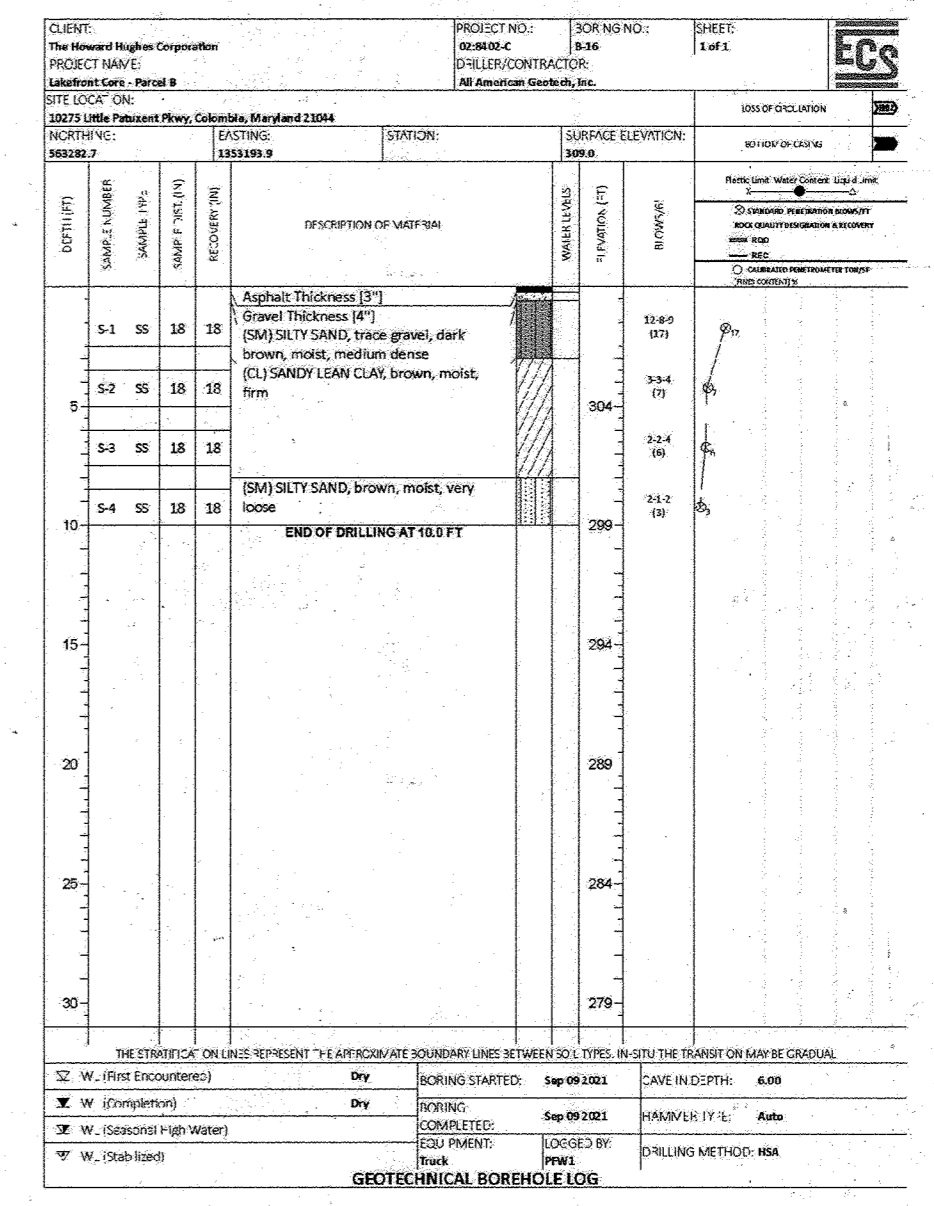 CLIENT: PROJECT NO.: BORING NO.: SHEET:
The Howard Hughes Corporation 02:8402-C B-16 1 of 1
PROJECT NAME: DRILLER/CONTRACTOR:
Lakefront Core - Parcel B All American Geotech, Inc.
ECS
SITE LOCATION:
10275 Little Patuxent Pkwy, Colombia, Maryland 21044
LOSS OF CIRCULATION
NORTHING: EASTING: STATION: SURFACE ELEVATION:
563282.7 1353193.9 309.0
BOTTOM OF CASING
DEPTH (FT)
SAMPLE NUMBER
SAMPLE TYPE
SAMPLE DIST. (IN)
RECOVERY (IN)
DESCRIPTION OF MATERIAL
WATER LEVELS
ELEVATION (FT)
BLOWS/6"
Plastic Limit Water Content Liquid Limit
STANDARD PENETRATION BLOWS/FT
ROCK QUALITY DESIGNATION & RECOVERY
RQD
REC
CALIBRATED PENETROMETER TON/SF
[FINES CONTENT] %
Asphalt Thickness [3"]
Gravel Thickness [4"]
S-1 SS 18 18 (SM) SILTY SAND, trace gravel, dark
brown, moist, medium dense
12-8-9
(17)
17
(CL) SANDY LEAN CLAY, brown, moist,
firm
S-2 SS 18 18
3-3-4
(7)
7
5 304
S-3 SS 18 18
2-2-4
(6)
6
(SM) SILTY SAND, brown, moist, very
loose
S-4 SS 18 18
2-1-2
(3)
3
10 299
END OF DRILLING AT 10.0 FT
15 294
20 289
25 284
30 279
THE STRATIFICATION LINES REPRESENT THE APPROXIMATE BOUNDARY LINES BETWEEN SOIL TYPES. IN-SITU THE TRANSITION MAY BE GRADUAL
WL (First Encountered) Dry BORING STARTED: Sep 09 2021 CAVE IN DEPTH: 6.00
WL (Completion) Dry BORING COMPLETED: Sep 09 2021 HAMMER TYPE: Auto
WL (Seasonal High Water)
EQUIPMENT: LOGGED BY:
Truck PFW1
DRILLING METHOD: HSA
WL (Stabilized)
GEOTECHNICAL BOREHOLE LOG